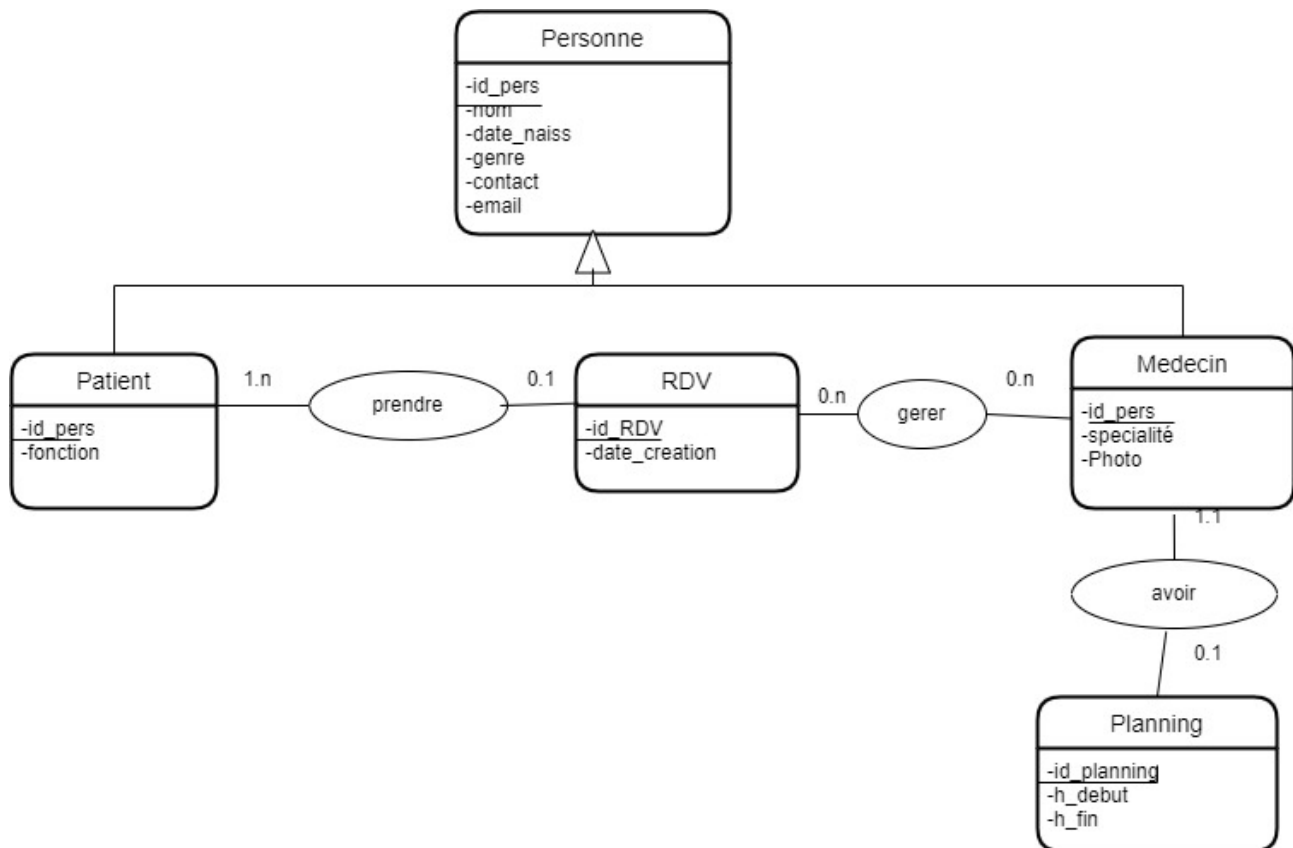 Personne
-id_pers
-nom
-date_naiss
-genre
-contact
-email
Patient
-id_pers
-fonction
1.n
prendre
0.1
RDV
-id_RDV
-date_creation
0.n
gerer
0.n
Medecin
-id_pers
-specialité
-Photo
1.1
avoir
0.1
Planning
-id_planning
-h_debut
-h_fin